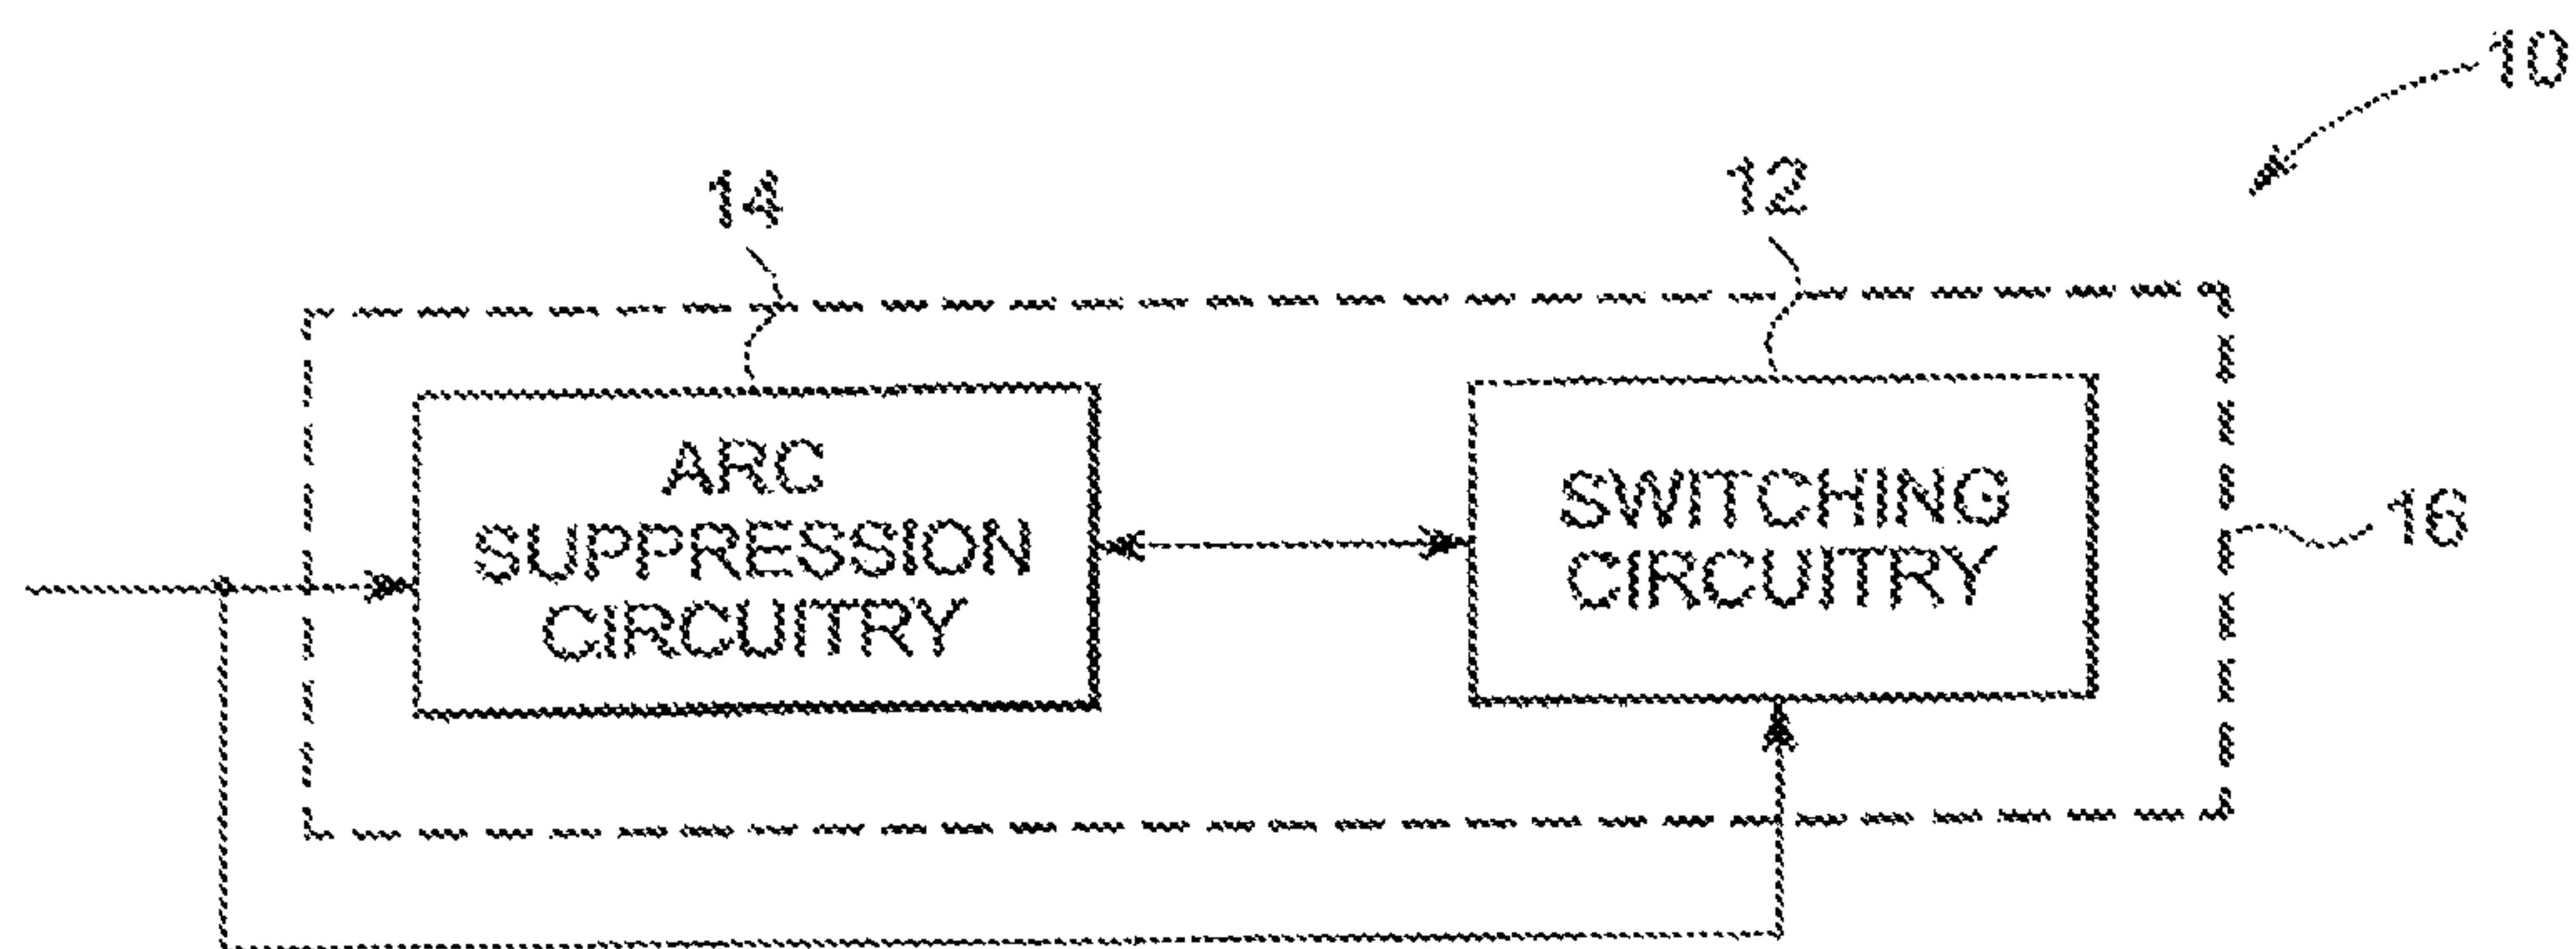 10
14
12
ARC
SUPPRESSION
CIRCUITRY
SWITCHING
CIRCUITRY
16